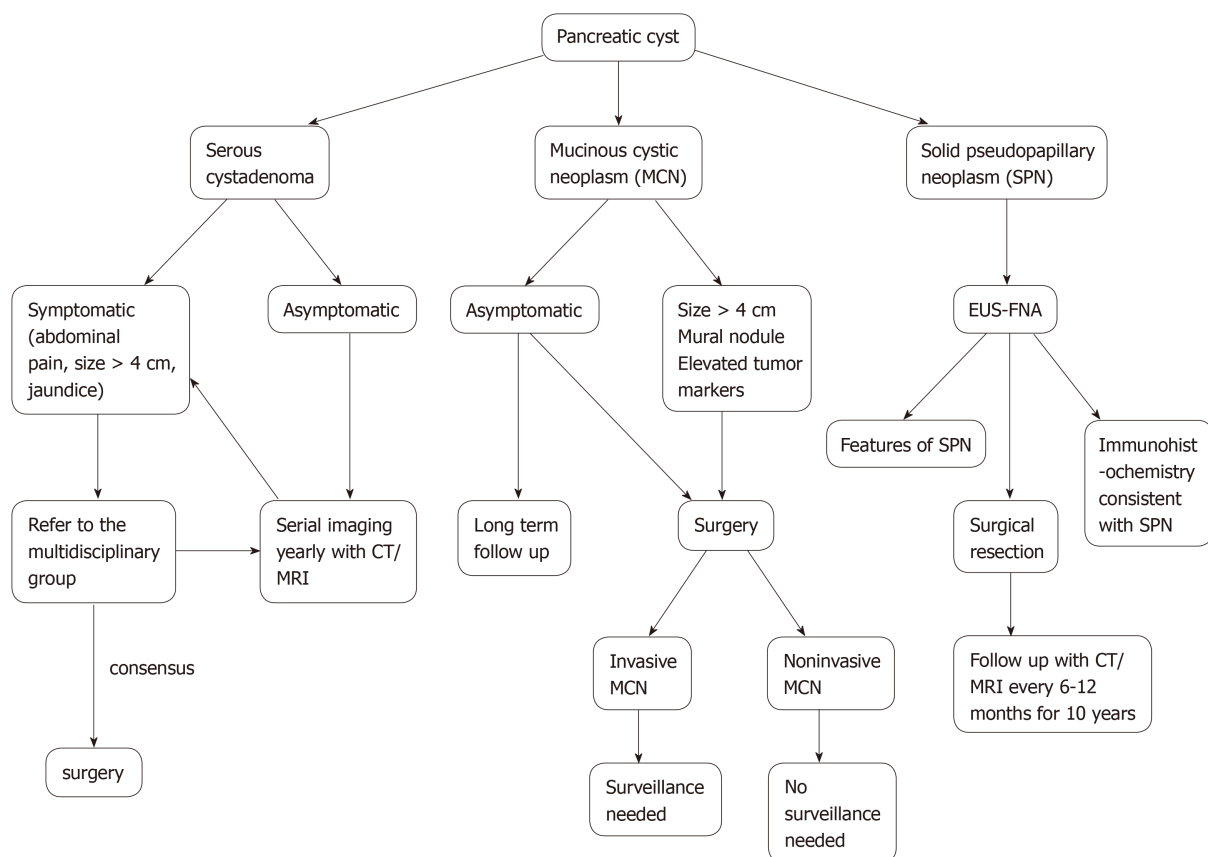 Pancreatic cyst
Serous
cystadenoma
Mucinous cystic
neoplasm (MCN)
Solid pseudopapillary
neoplasm (SPN)
Symptomatic
(abdominal
pain, size > 4 cm,
jaundice)
Asymptomatic
Asymptomatic
Size > 4 cm
Mural nodule
Elevated tumor
markers
EUS-FNA
Features of SPN
Immunohist
-ochemistry
consistent
with SPN
Refer to the
multidisciplinary
group
Serial imaging
yearly with CT/
MRI
Long term
follow up
Surgery
Surgical
resection
consensus
Invasive
MCN
Noninvasive
MCN
Follow up with CT/
MRI every 6-12
months for 10 years
surgery
Surveillance
needed
No
surveillance
needed